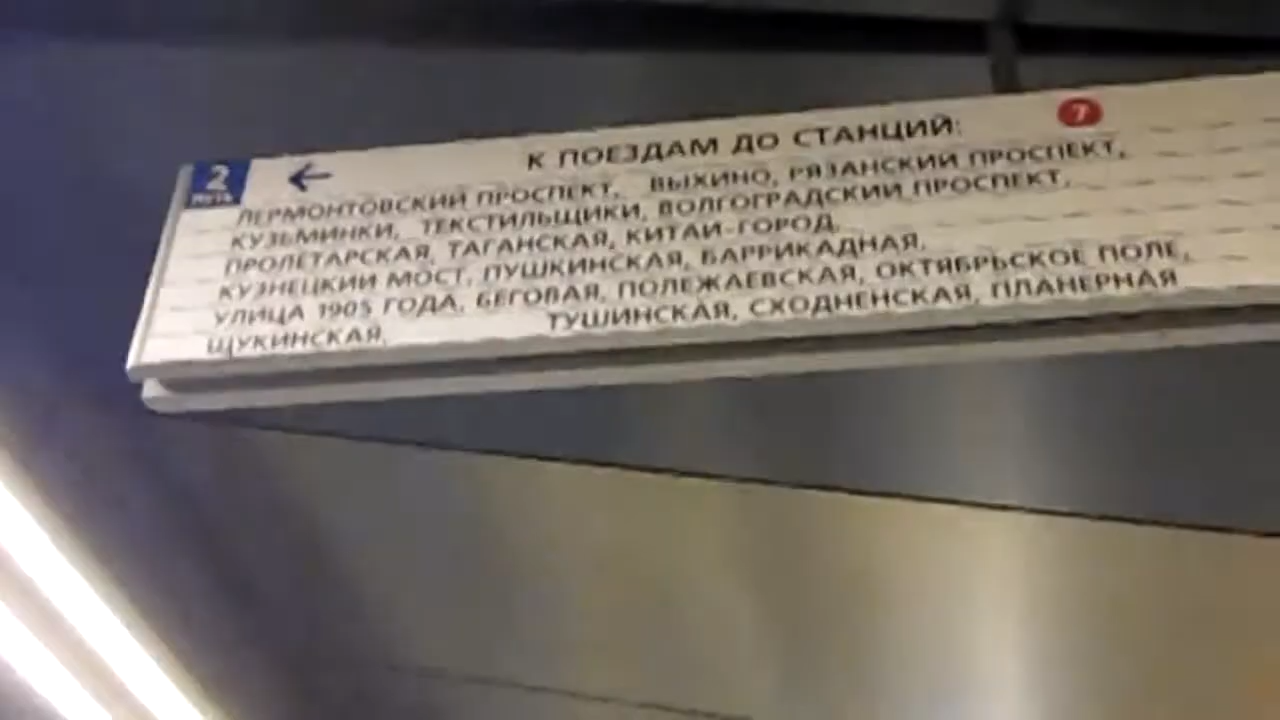 2 ПУТЬ
К ПОЕЗДАМ ДО СТАНЦИЙ: 7
ЛЕРМОНТОВСКИЙ ПРОСПЕКТ, ВЫХИНО, РЯЗАНСКИЙ ПРОСПЕКТ,
КУЗЬМИНКИ, ТЕКСТИЛЬЩИКИ, ВОЛГОГРАДСКИЙ ПРОСПЕКТ,
ПРОЛЕТАРСКАЯ, ТАГАНСКАЯ, КИТАЙ-ГОРОД,
КУЗНЕЦКИЙ МОСТ, ПУШКИНСКАЯ, БАРРИКАДНАЯ,
УЛИЦА 1905 ГОДА, БЕГОВАЯ, ПОЛЕЖАЕВСКАЯ, ОКТЯБРЬСКОЕ ПОЛЕ,
ЩУКИНСКАЯ, ТУШИНСКАЯ, СХОДНЕНСКАЯ, ПЛАНЕРНАЯ